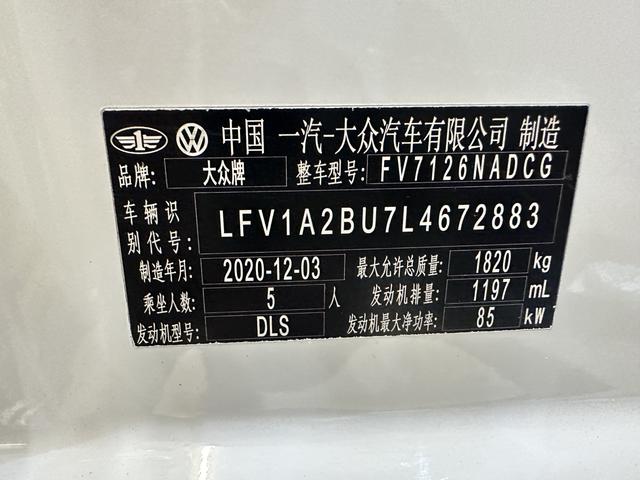 中国 一汽-大众汽车有限公司 制造
品牌: 大众牌 整车型号: FV7126NADCG
车辆识别代号: LFV1A2BU7L4672883
制造年月: 2020-12-03 最大允许总质量: 1820 kg
乘坐人数: 5 人 发动机排量: 1197 mL
发动机型号: DLS 发动机最大净功率: 85 kW